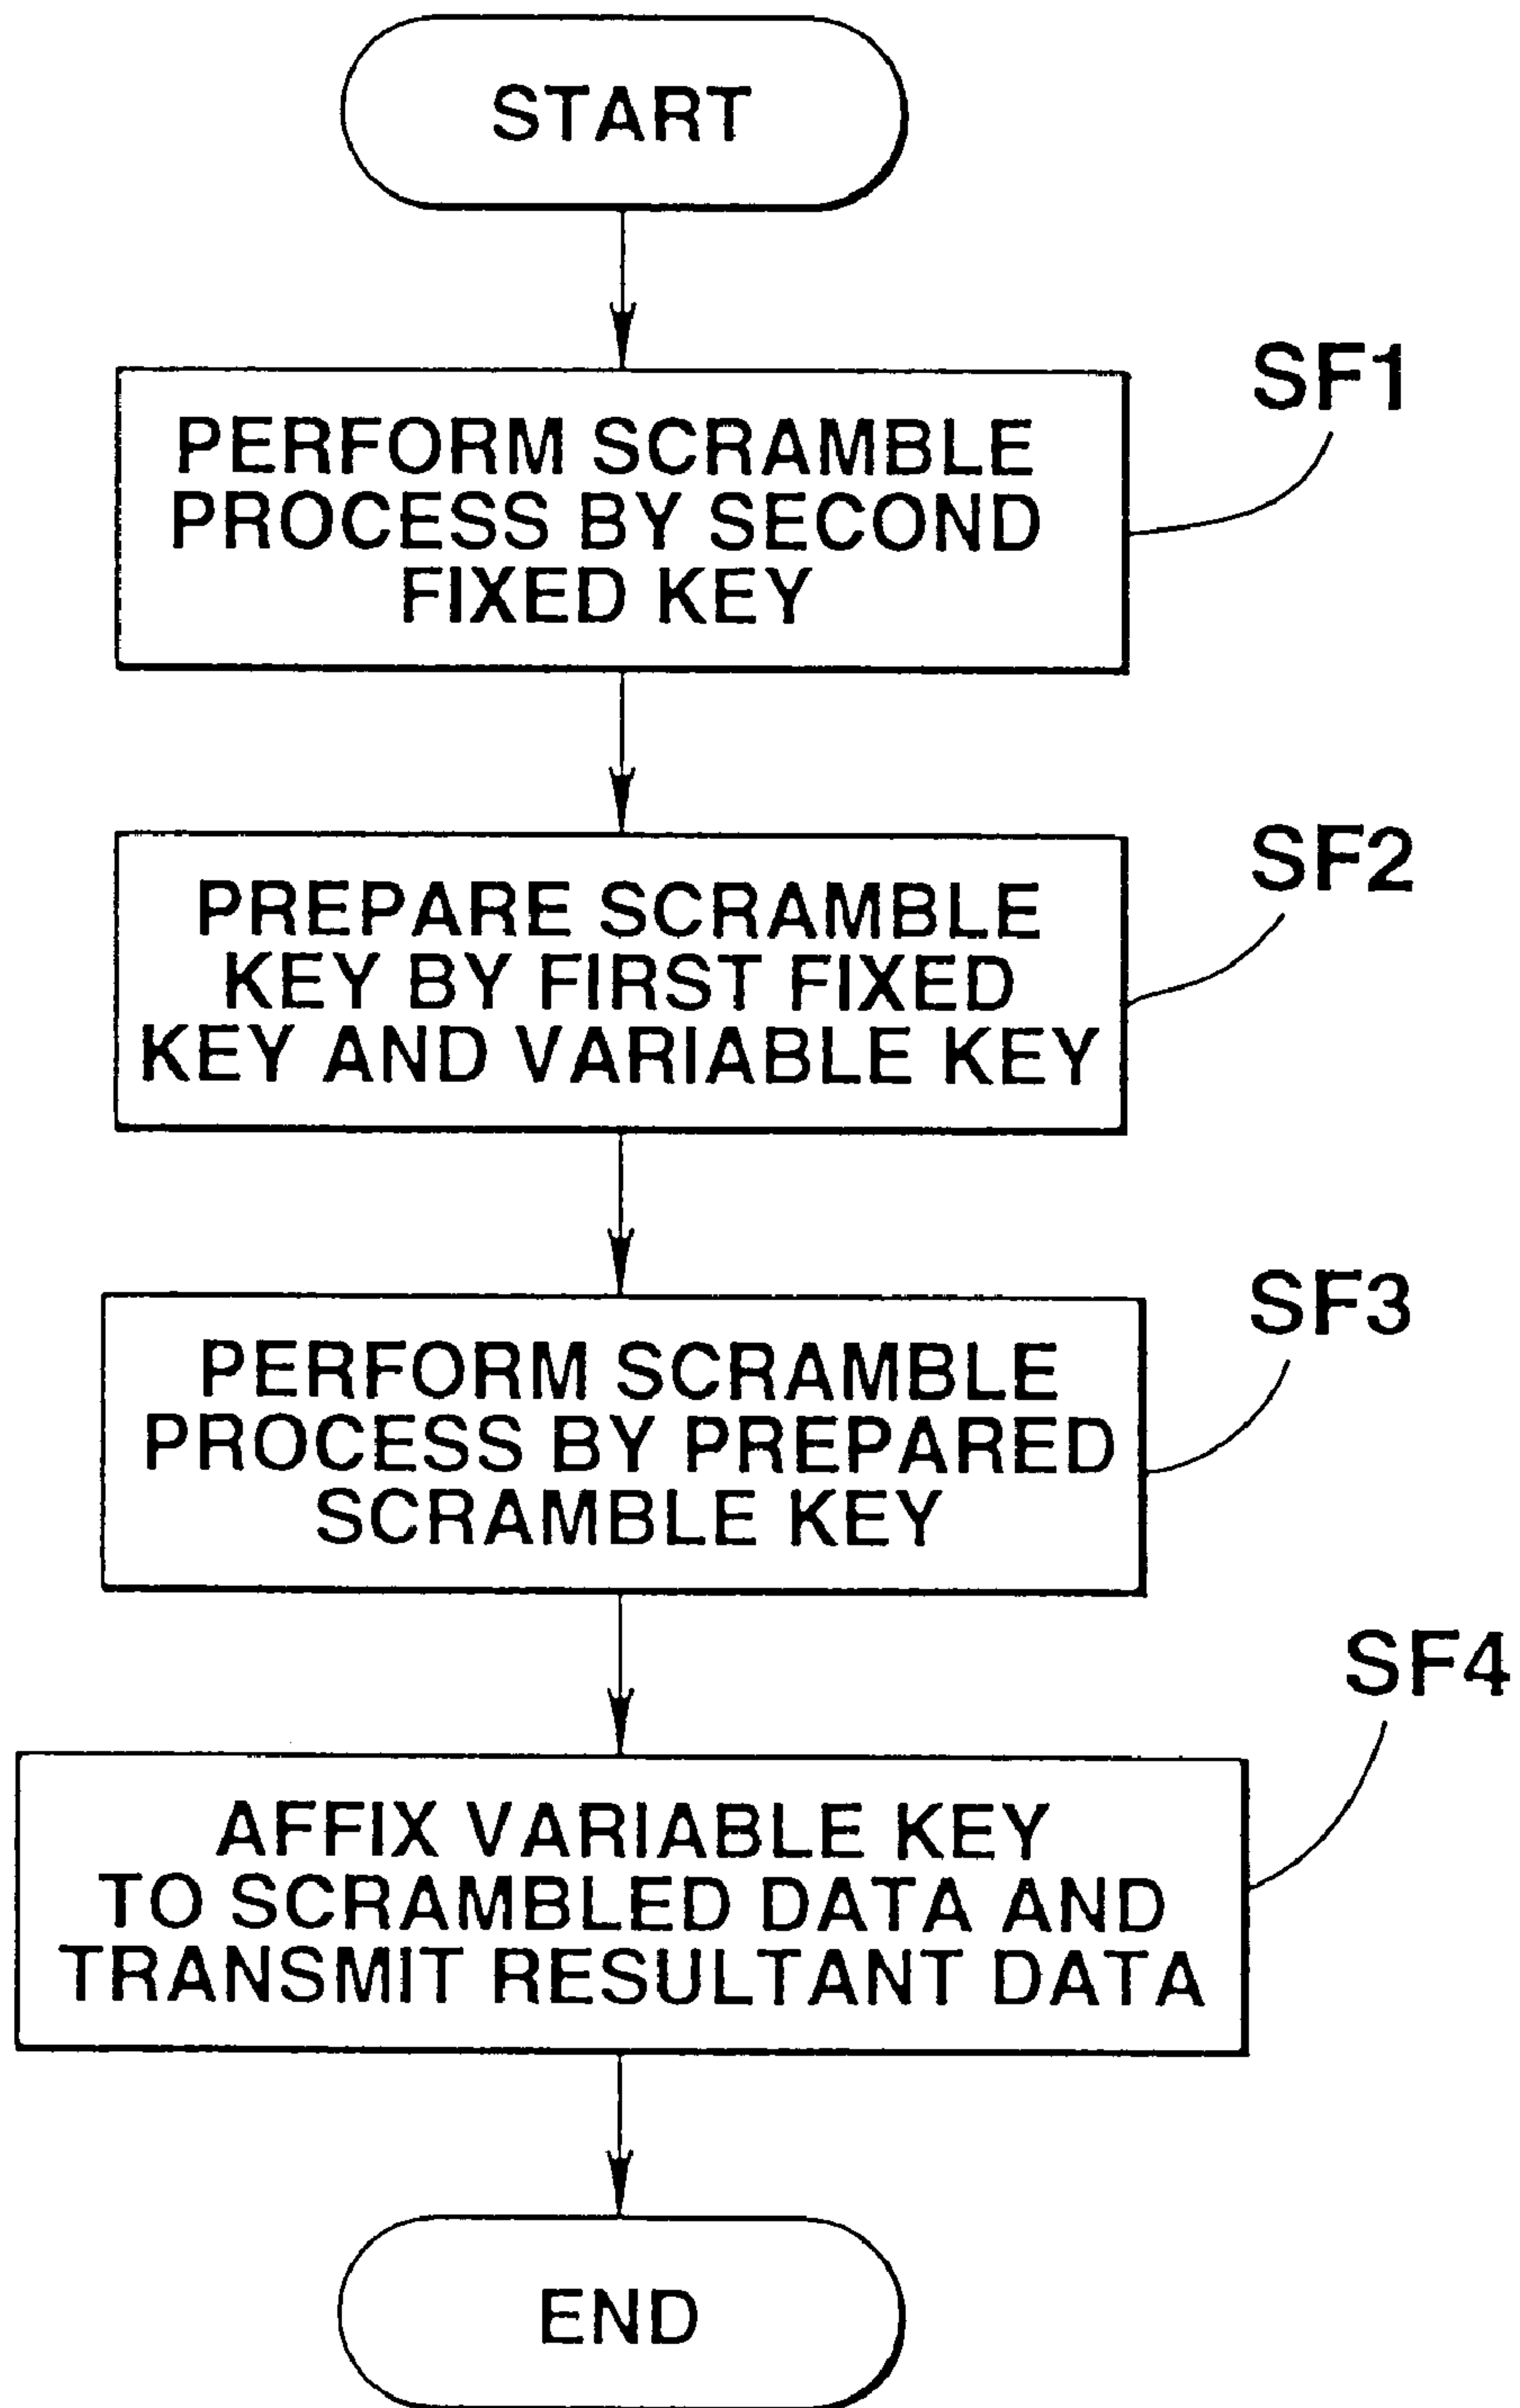 START
SF1
PERFORM SCRAMBLE
PROCESS BY SECOND
FIXED KEY
SF2
PREPARE SCRAMBLE
KEY BY FIRST FIXED
KEY AND VARIABLE KEY
SF3
PERFORM SCRAMBLE
PROCESS BY PREPARED
SCRAMBLE KEY
SF4
AFFIX VARIABLE KEY
TO SCRAMBLED DATA AND
TRANSMIT RESULTANT DATA
END